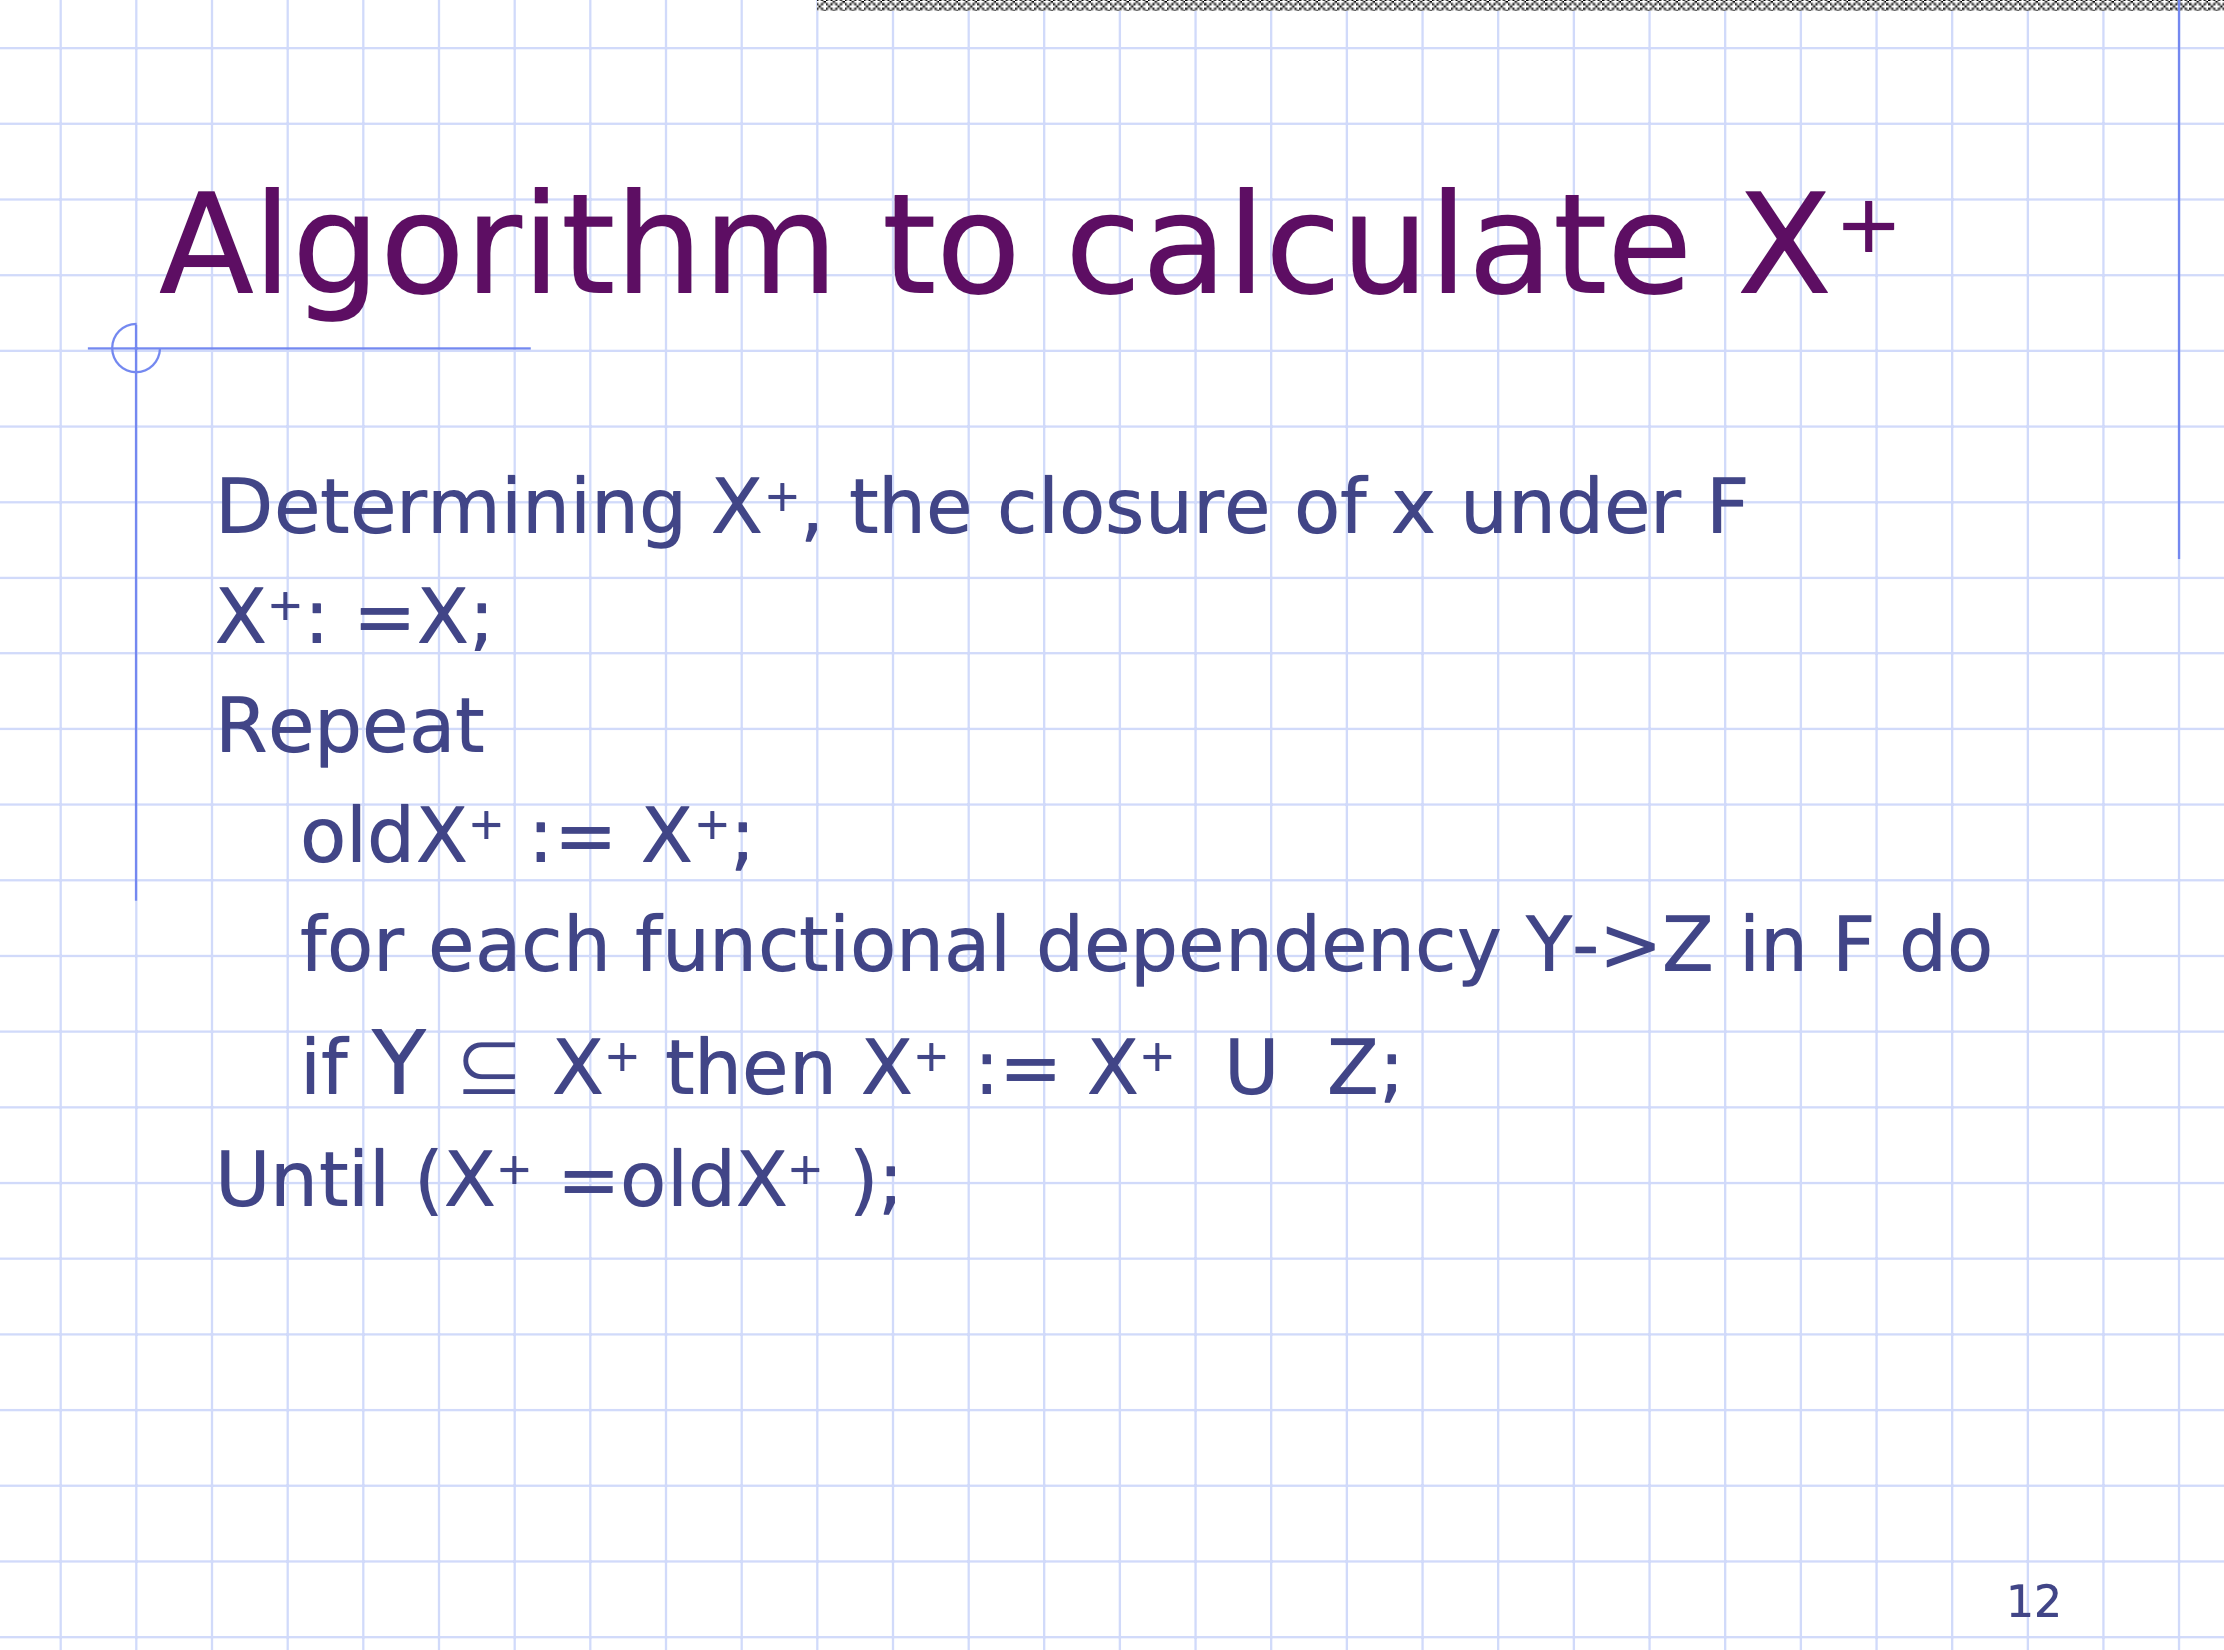 Algorithm to calculate X⁺
Determining X⁺, the closure of x under F
X⁺: =X;
Repeat
oldX⁺ := X⁺;
for each functional dependency Y->Z in F do
if Y ⊆ X⁺ then X⁺ := X⁺ U Z;
Until (X⁺ =oldX⁺ );
12